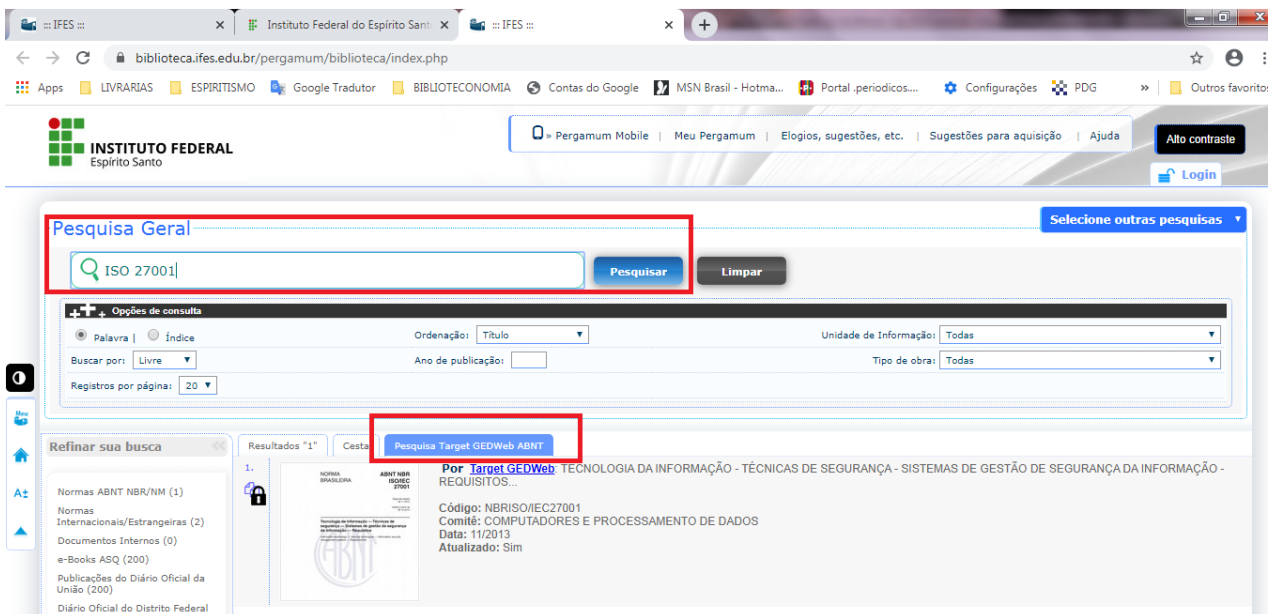 ::: IFES :::
Instituto Federal do Espírito Sant
::: IFES :::
biblioteca.ifes.edu.br/pergamum/biblioteca/index.php
Apps LIVRARIAS ESPIRITISMO Google Tradutor BIBLIOTECONOMIA Contas do Google MSN Brasil - Hotma... Portal .periodicos.... Configurações PDG » Outros favoritos
INSTITUTO FEDERAL
Espírito Santo
» Pergamum Mobile | Meu Pergamum | Elogios, sugestões, etc. | Sugestões para aquisição | Ajuda
Alto contraste
Login
Selecione outras pesquisas
Pesquisa Geral
ISO 27001
Pesquisar
Limpar
Opções de consulta
Palavra | Índice
Ordenação: Título
Unidade de Informação: Todas
Buscar por: Livre
Ano de publicação:
Tipo de obra: Todas
Registros por página: 20
Meu
A±
Refinar sua busca
Normas ABNT NBR/NM (1)
Normas
Internacionais/Estrangeiras (2)
Documentos Internos (0)
e-Books ASQ (200)
Publicações do Diário Oficial da
União (200)
Diário Oficial do Distrito Federal
Resultados "1"
Cesta
Pesquisa Target GEDWeb ABNT
1.
NORMA
BRASILEIRA
ABNT NBR
ISO/IEC
27001
Por Target GEDWeb: TECNOLOGIA DA INFORMAÇÃO - TÉCNICAS DE SEGURANÇA - SISTEMAS DE GESTÃO DE SEGURANÇA DA INFORMAÇÃO -
REQUISITOS...
Código: NBRISO/IEC27001
Comitê: COMPUTADORES E PROCESSAMENTO DE DADOS
Data: 11/2013
Atualizado: Sim